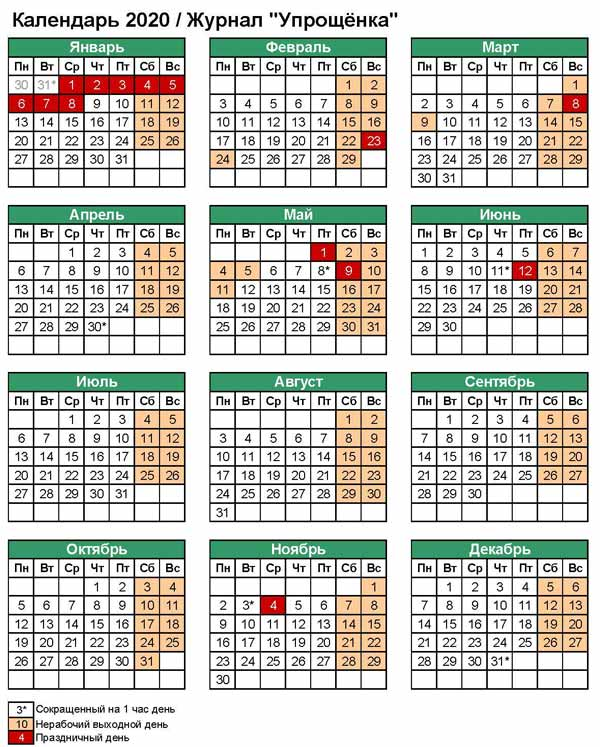 Календарь 2020 / Журнал "Упрощёнка"
Январь
Пн Вт Ср Чт Пт Сб Вс
30 31* 1 2 3 4 5
6 7 8 9 10 11 12
13 14 15 16 17 18 19
20 21 22 23 24 25 26
27 28 29 30 31
Февраль
Пн Вт Ср Чт Пт Сб Вс
1 2
3 4 5 6 7 8 9
10 11 12 13 14 15 16
17 18 19 20 21 22 23
24 25 26 27 28 29
Март
Пн Вт Ср Чт Пт Сб Вс
1
2 3 4 5 6 7 8
9 10 11 12 13 14 15
16 17 18 19 20 21 22
23 24 25 26 27 28 29
30 31
Апрель
Пн Вт Ср Чт Пт Сб Вс
1 2 3 4 5
6 7 8 9 10 11 12
13 14 15 16 17 18 19
20 21 22 23 24 25 26
27 28 29 30*
Май
Пн Вт Ср Чт Пт Сб Вс
1 2 3
4 5 6 7 8* 9 10
11 12 13 14 15 16 17
18 19 20 21 22 23 24
25 26 27 28 29 30 31
Июнь
Пн Вт Ср Чт Пт Сб Вс
1 2 3 4 5 6 7
8 9 10 11* 12 13 14
15 16 17 18 19 20 21
22 23 24 25 26 27 28
29 30
Июль
Пн Вт Ср Чт Пт Сб Вс
1 2 3 4 5
6 7 8 9 10 11 12
13 14 15 16 17 18 19
20 21 22 23 24 25 26
27 28 29 30 31
Август
Пн Вт Ср Чт Пт Сб Вс
1 2
3 4 5 6 7 8 9
10 11 12 13 14 15 16
17 18 19 20 21 22 23
24 25 26 27 28 29 30
31
Сентябрь
Пн Вт Ср Чт Пт Сб Вс
1 2 3 4 5 6
7 8 9 10 11 12 13
14 15 16 17 18 19 20
21 22 23 24 25 26 27
28 29 30
Октябрь
Пн Вт Ср Чт Пт Сб Вс
1 2 3 4
5 6 7 8 9 10 11
12 13 14 15 16 17 18
19 20 21 22 23 24 25
26 27 28 29 30 31
Ноябрь
Пн Вт Ср Чт Пт Сб Вс
1
2 3* 4 5 6 7 8
9 10 11 12 13 14 15
16 17 18 19 20 21 22
23 24 25 26 27 28 29
30
Декабрь
Пн Вт Ср Чт Пт Сб Вс
1 2 3 4 5 6
7 8 9 10 11 12 13
14 15 16 17 18 19 20
21 22 23 24 25 26 27
28 29 30 31*
3* Сокращенный на 1 час день
10 Нерабочий выходной день
4 Праздничный день